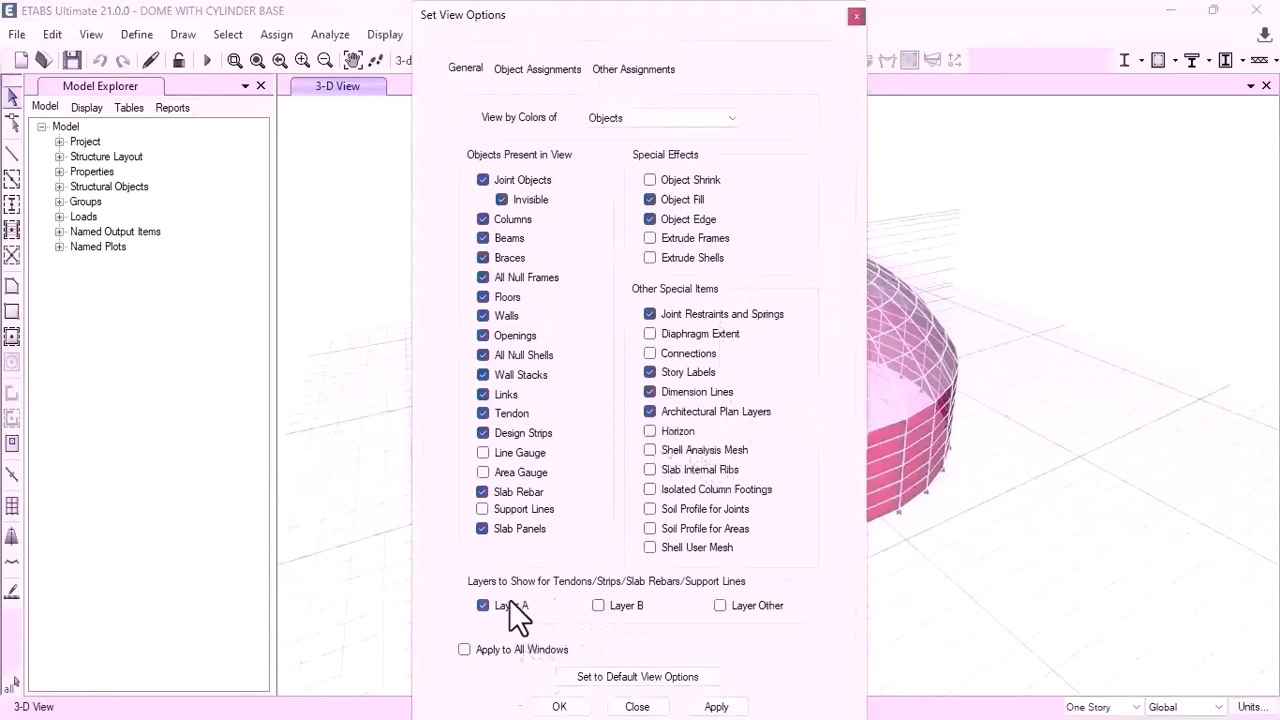 ETABS Ultimate 21.0.0 - DOME WITH CYLINDER BASE
File Edit View Define Draw Select Assign Analyze Display
Model Explorer
Model Display Tables Reports
Model
Project
Structure Layout
Properties
Structural Objects
Groups
Loads
Named Output Items
Named Plots
3-D View
Set View Options
General Object Assignments Other Assignments
View by Colors of Objects
Objects Present in View
Joint Objects
Invisible
Columns
Beams
Braces
All Null Frames
Floors
Walls
Openings
All Null Shells
Wall Stacks
Links
Tendon
Design Strips
Line Gauge
Area Gauge
Slab Rebar
Support Lines
Slab Panels
Special Effects
Object Shrink
Object Fill
Object Edge
Extrude Frames
Extrude Shells
Other Special Items
Joint Restraints and Springs
Diaphragm Extent
Connections
Story Labels
Dimension Lines
Architectural Plan Layers
Horizon
Shell Analysis Mesh
Slab Internal Ribs
Isolated Column Footings
Soil Profile for Joints
Soil Profile for Areas
Shell User Mesh
Layers to Show for Tendons/Strips/Slab Rebars/Support Lines
Layer A Layer B Layer Other
Apply to All Windows
Set to Default View Options
OK Close Apply
3-D View One Story Global Units...